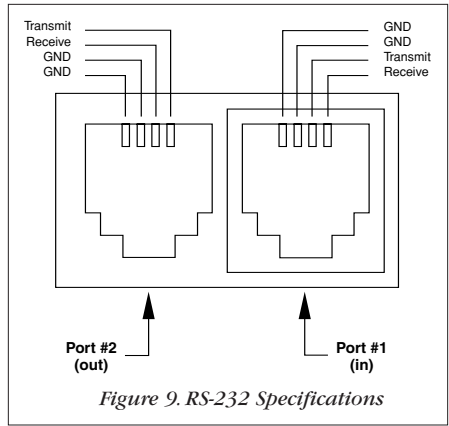 Transmit
Receive
GND
GND
GND
GND
Transmit
Receive
Port #2
(out)
Port #1
(in)
Figure 9. RS-232 Specifications